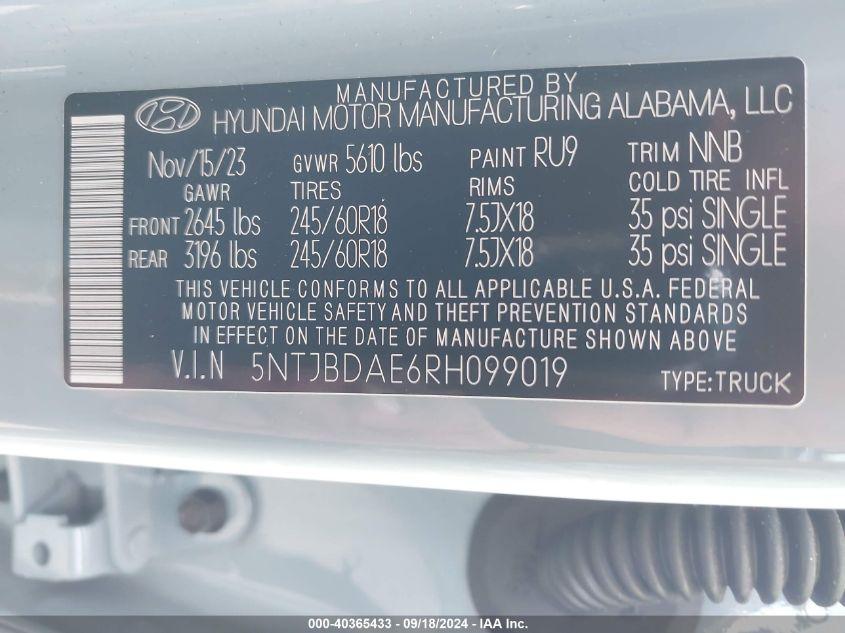 MANUFACTURED BY
HYUNDAI MOTOR MANUFACTURING ALABAMA, LLC
Nov/15/23 GVWR 5610 lbs PAINT RU9 TRIM NNB
GAWR TIRES RIMS COLD TIRE INFL
FRONT 2645 lbs 245/60R18 7.5JX18 35 psi SINGLE
REAR 3196 lbs 245/60R18 7.5JX18 35 psi SINGLE
THIS VEHICLE CONFORMS TO ALL APPLICABLE U.S.A. FEDERAL
MOTOR VEHICLE SAFETY AND THEFT PREVENTION STANDARDS
IN EFFECT ON THE DATE OF MANUFACTURE SHOWN ABOVE
V.I.N 5NTJBDAE6RH099019 TYPE:TRUCK
000-40365433 - 09/18/2024 - IAA Inc.